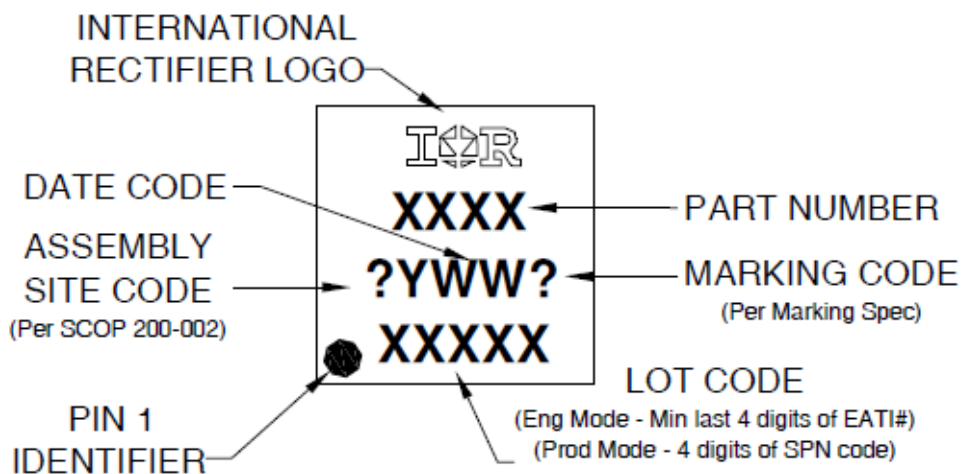 INTERNATIONAL
RECTIFIER LOGO
IOR
DATE CODE
XXXX
PART NUMBER
ASSEMBLY
SITE CODE
(Per SCOP 200-002)
?YWW?
MARKING CODE
(Per Marking Spec)
XXXXX
PIN 1
IDENTIFIER
LOT CODE
(Eng Mode - Min last 4 digits of EATI#)
(Prod Mode - 4 digits of SPN code)